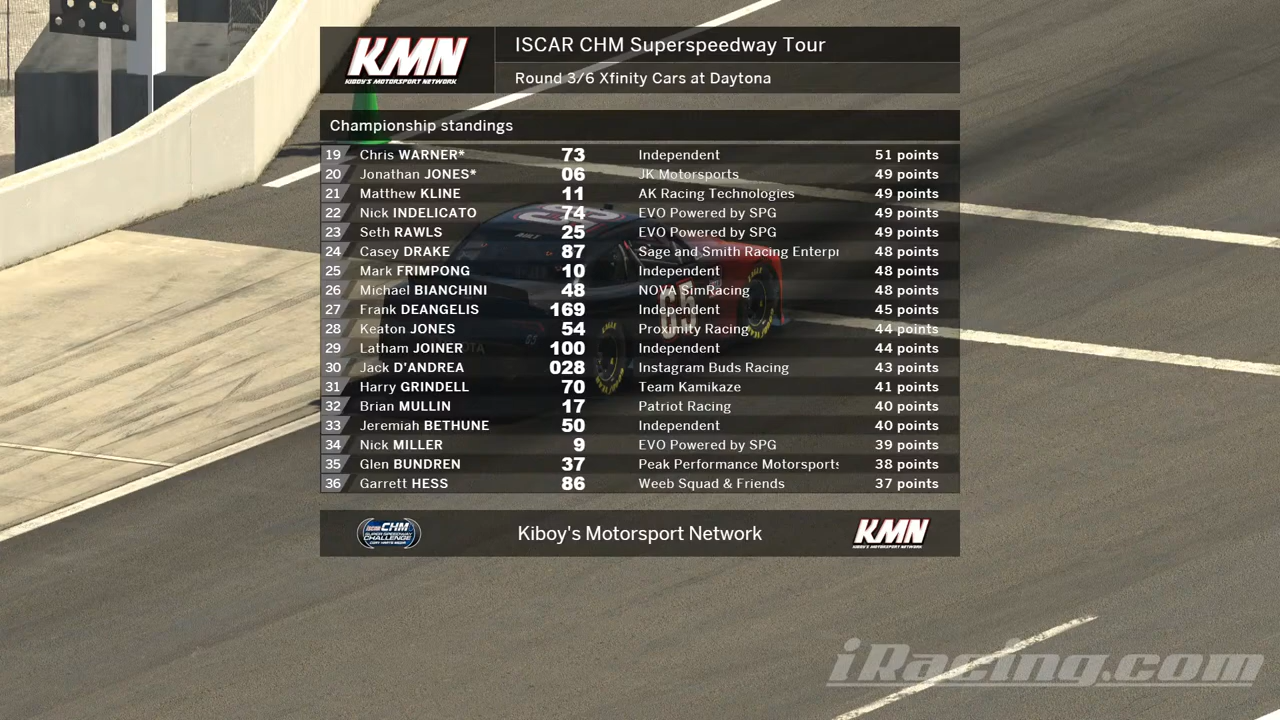 KMN
KIBOY'S MOTORSPORT NETWORK
ISCAR CHM Superspeedway Tour
Round 3/6 Xfinity Cars at Daytona
Championship standings
19 Chris WARNER* 73 Independent 51 points
20 Jonathan JONES* 06 JK Motorsports 49 points
21 Matthew KLINE 11 AK Racing Technologies 49 points
22 Nick INDELICATO 74 EVO Powered by SPG 49 points
23 Seth RAWLS 25 EVO Powered by SPG 49 points
24 Casey DRAKE 87 Sage and Smith Racing Enterpr 48 points
25 Mark FRIMPONG 10 Independent 48 points
26 Michael BIANCHINI 48 NOVA SimRacing 48 points
27 Frank DEANGELIS 169 Independent 45 points
28 Keaton JONES 54 Proximity Racing 44 points
29 Latham JOINER 100 Independent 44 points
30 Jack D'ANDREA 028 Instagram Buds Racing 43 points
31 Harry GRINDELL 70 Team Kamikaze 41 points
32 Brian MULLIN 17 Patriot Racing 40 points
33 Jeremiah BETHUNE 50 Independent 40 points
34 Nick MILLER 9 EVO Powered by SPG 39 points
35 Glen BUNDREN 37 Peak Performance Motorsports 38 points
36 Garrett HESS 86 Weeb Squad & Friends 37 points
65
CHM
SUPER SPEEDWAY
CHALLENGE
Kiboy's Motorsport Network
KMN
KIBOY'S MOTORSPORT NETWORK
iRacing.com